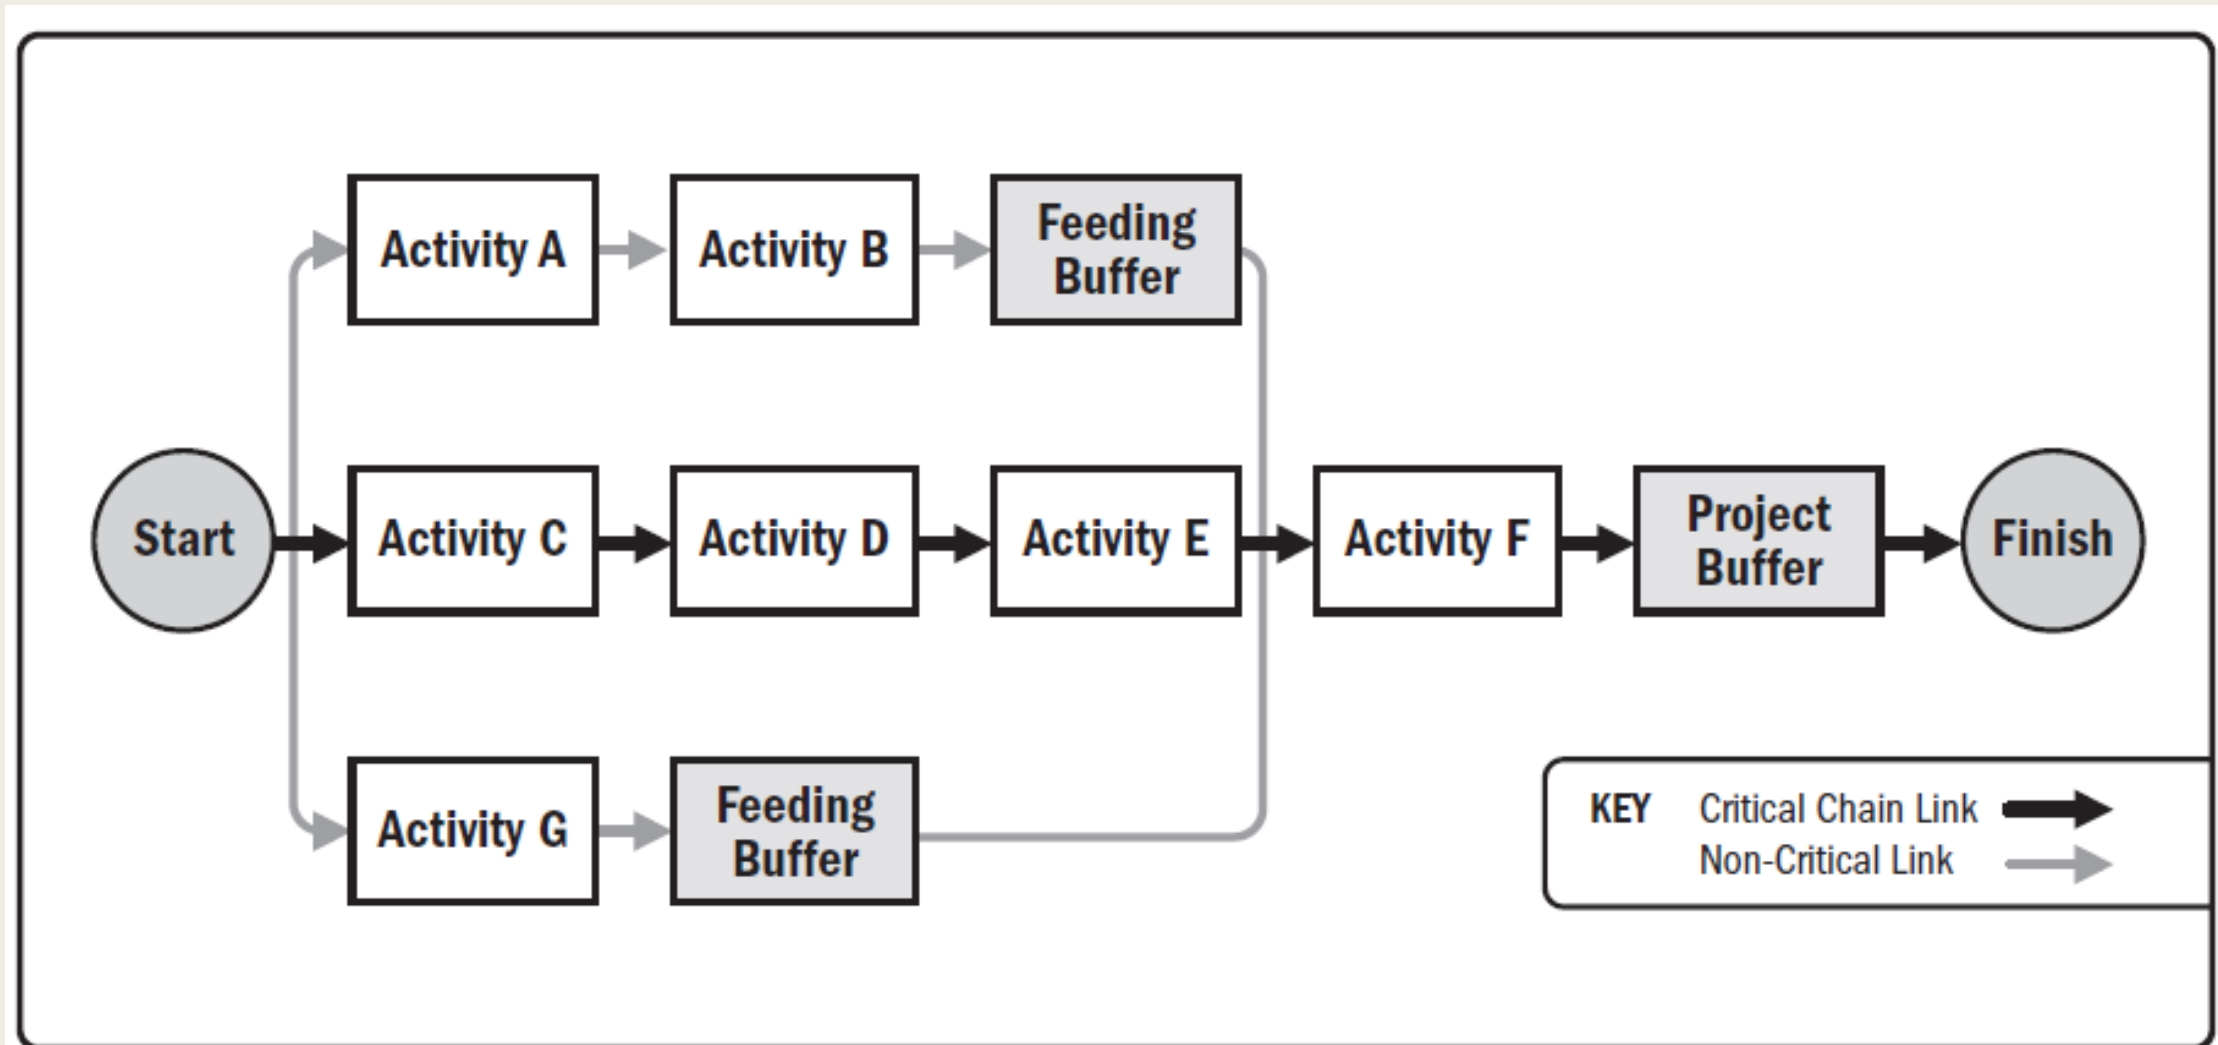 Activity A
Activity B
Feeding
Buffer
Start
Activity C
Activity D
Activity E
Activity F
Project
Buffer
Finish
Activity G
Feeding
Buffer
KEY Critical Chain Link
Non-Critical Link